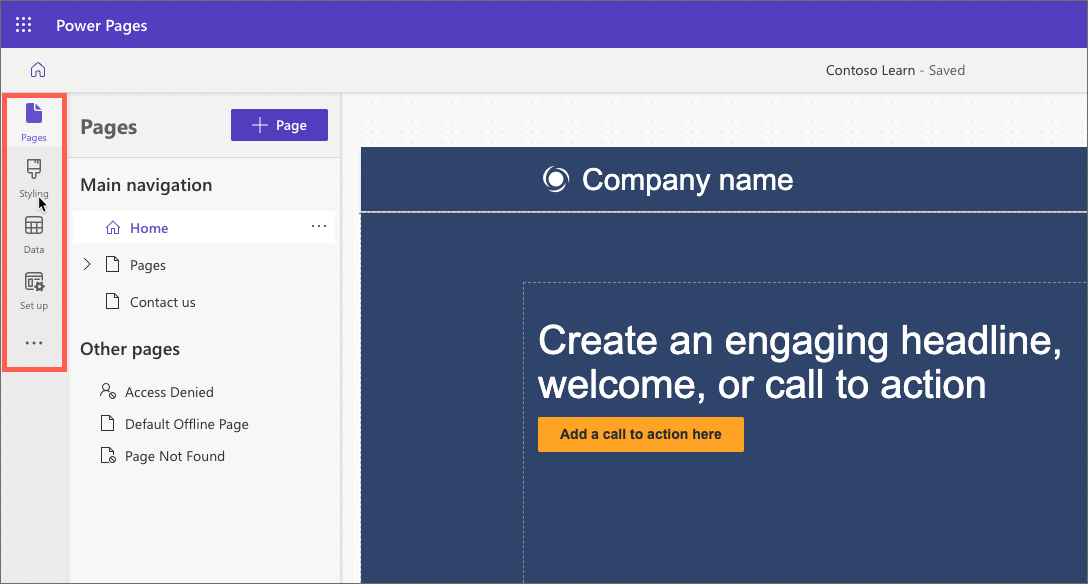 Power Pages
Contoso Learn - Saved
Pages
Styling
Data
Set up
Pages
Page
Main navigation
Home
Pages
Contact us
Other pages
Access Denied
Default Offline Page
Page Not Found
Company name
Create an engaging headline,
welcome, or call to action
Add a call to action here